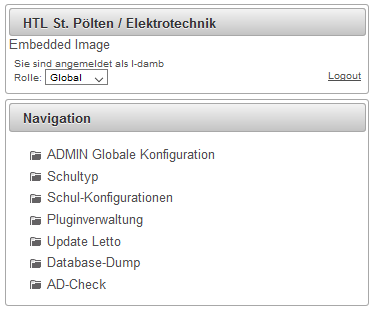 HTL St. Pölten / Elektrotechnik
Embedded Image
Sie sind angemeldet als l-damb
Rolle: Global
Logout
Navigation
ADMIN Globale Konfiguration
Schultyp
Schul-Konfigurationen
Pluginverwaltung
Update Letto
Database-Dump
AD-Check